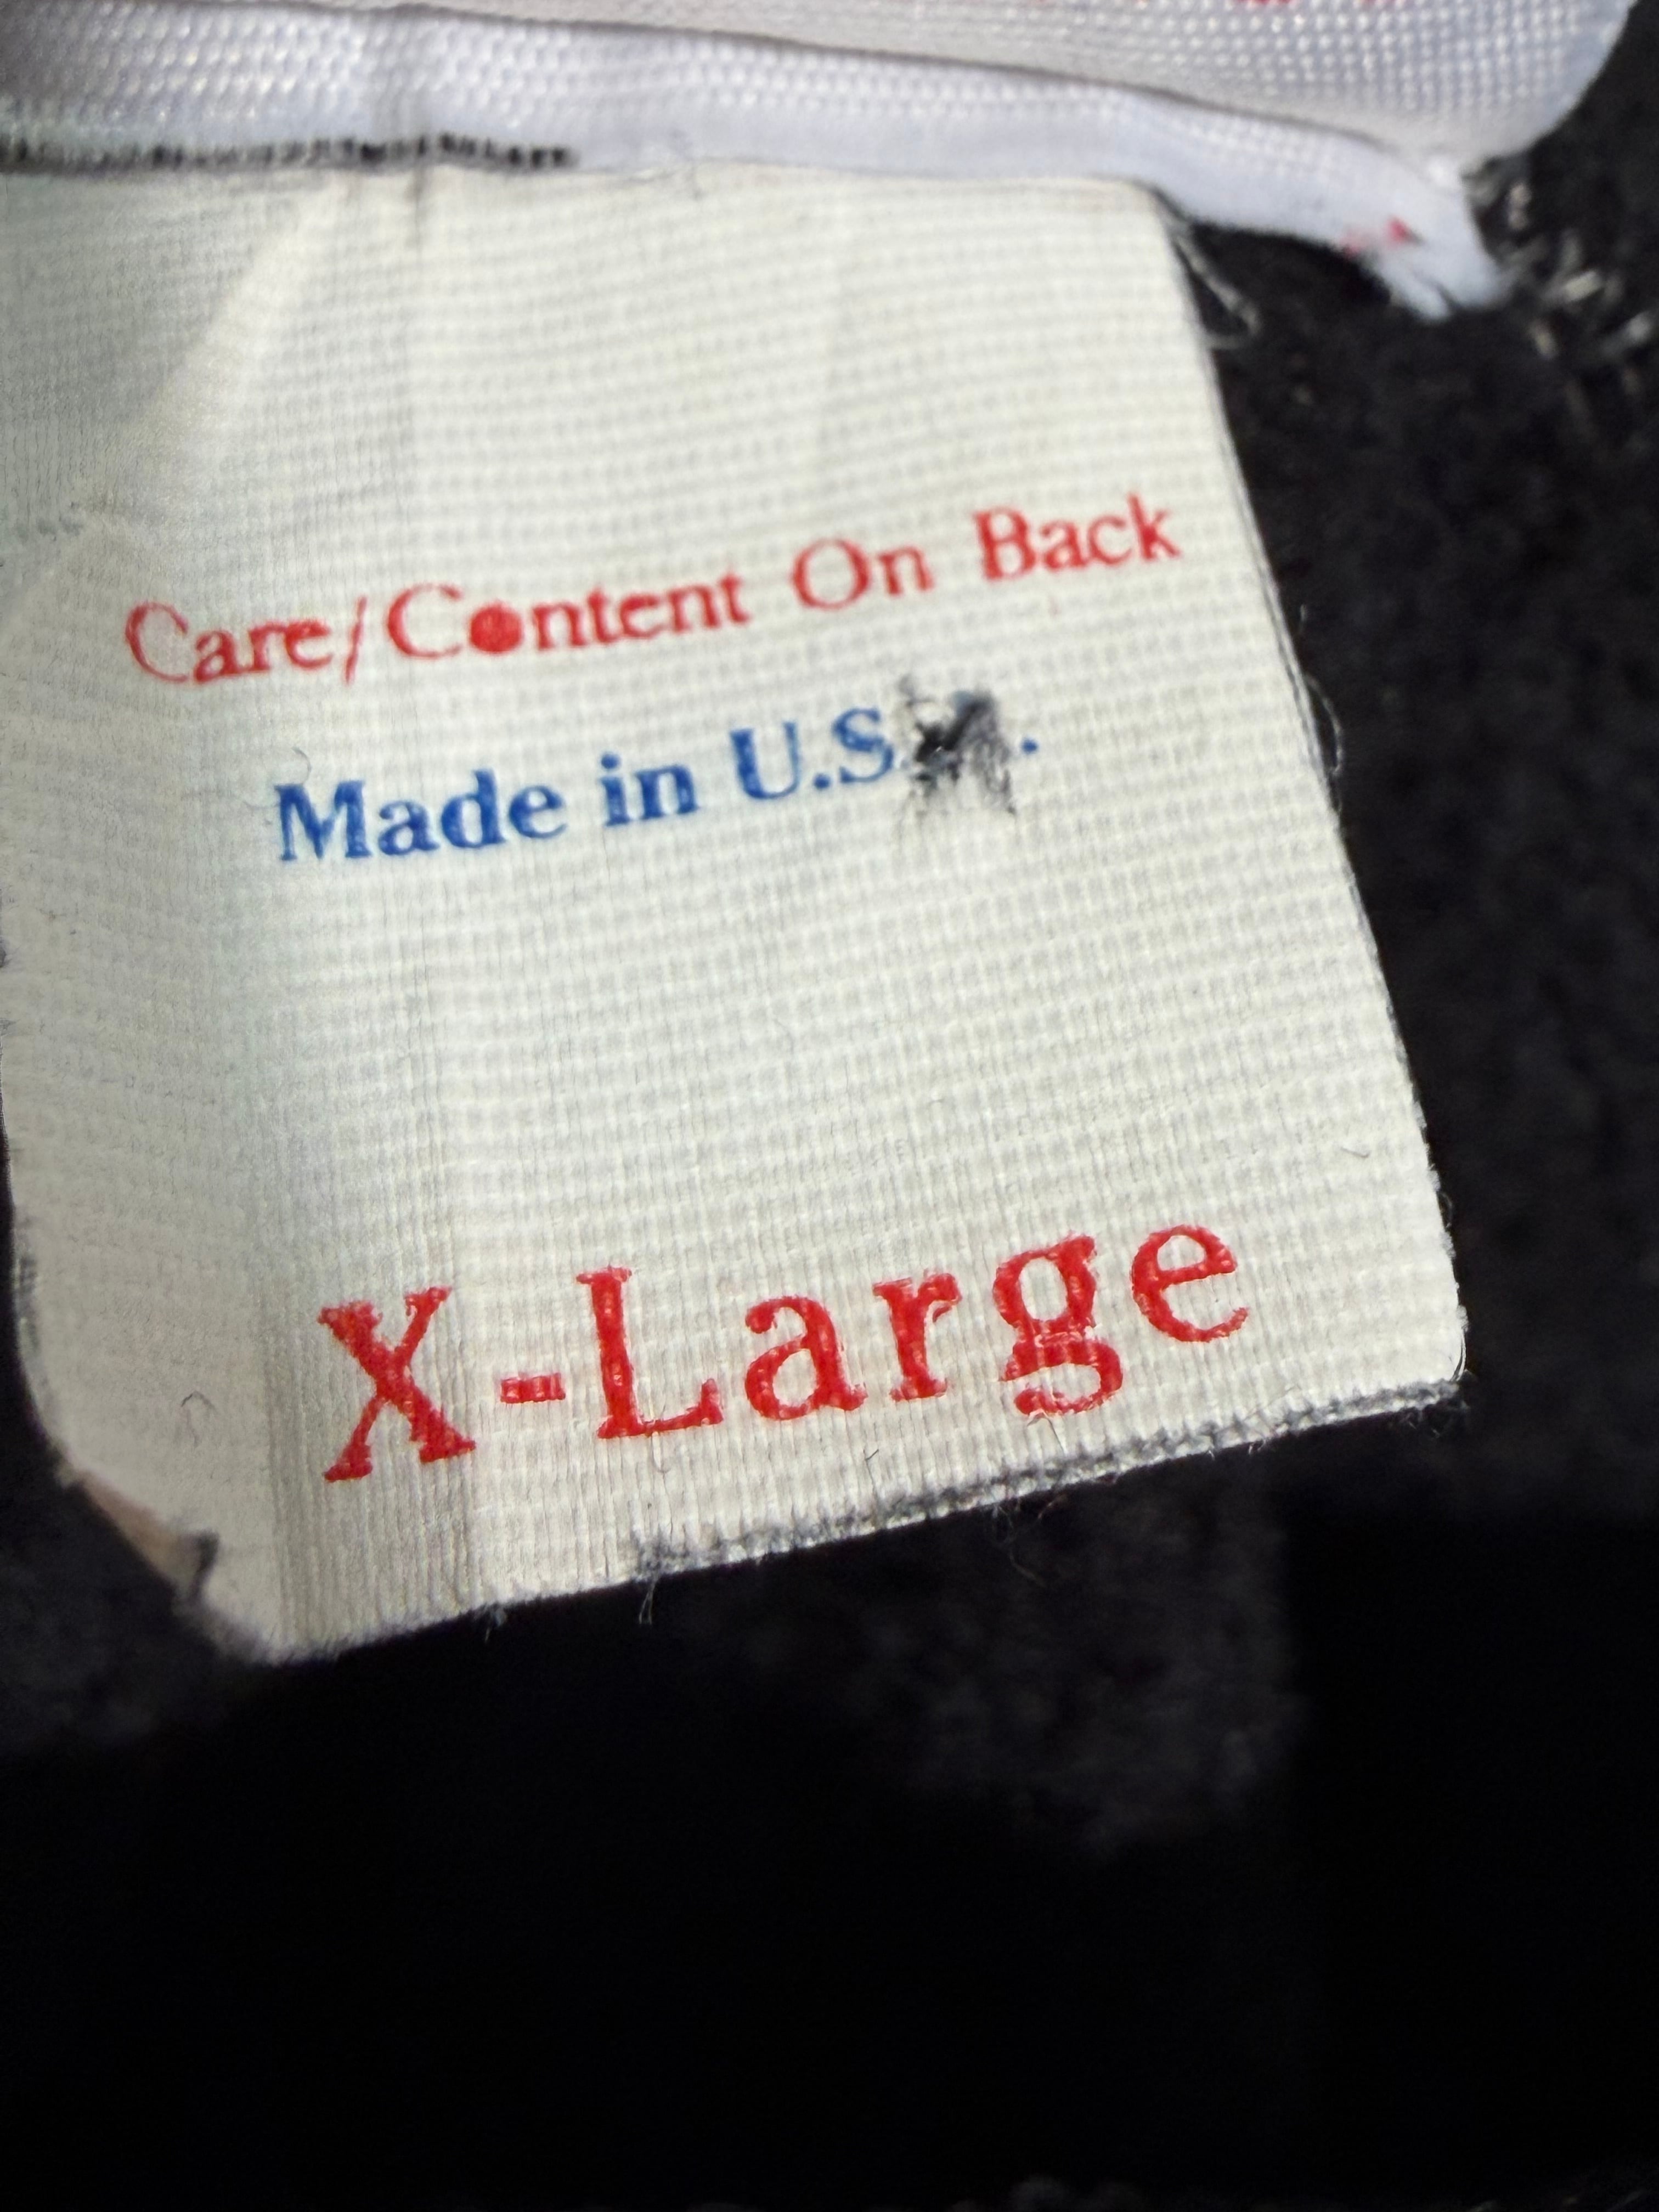 Care/Content On Back
Made in U.S.
X-Large